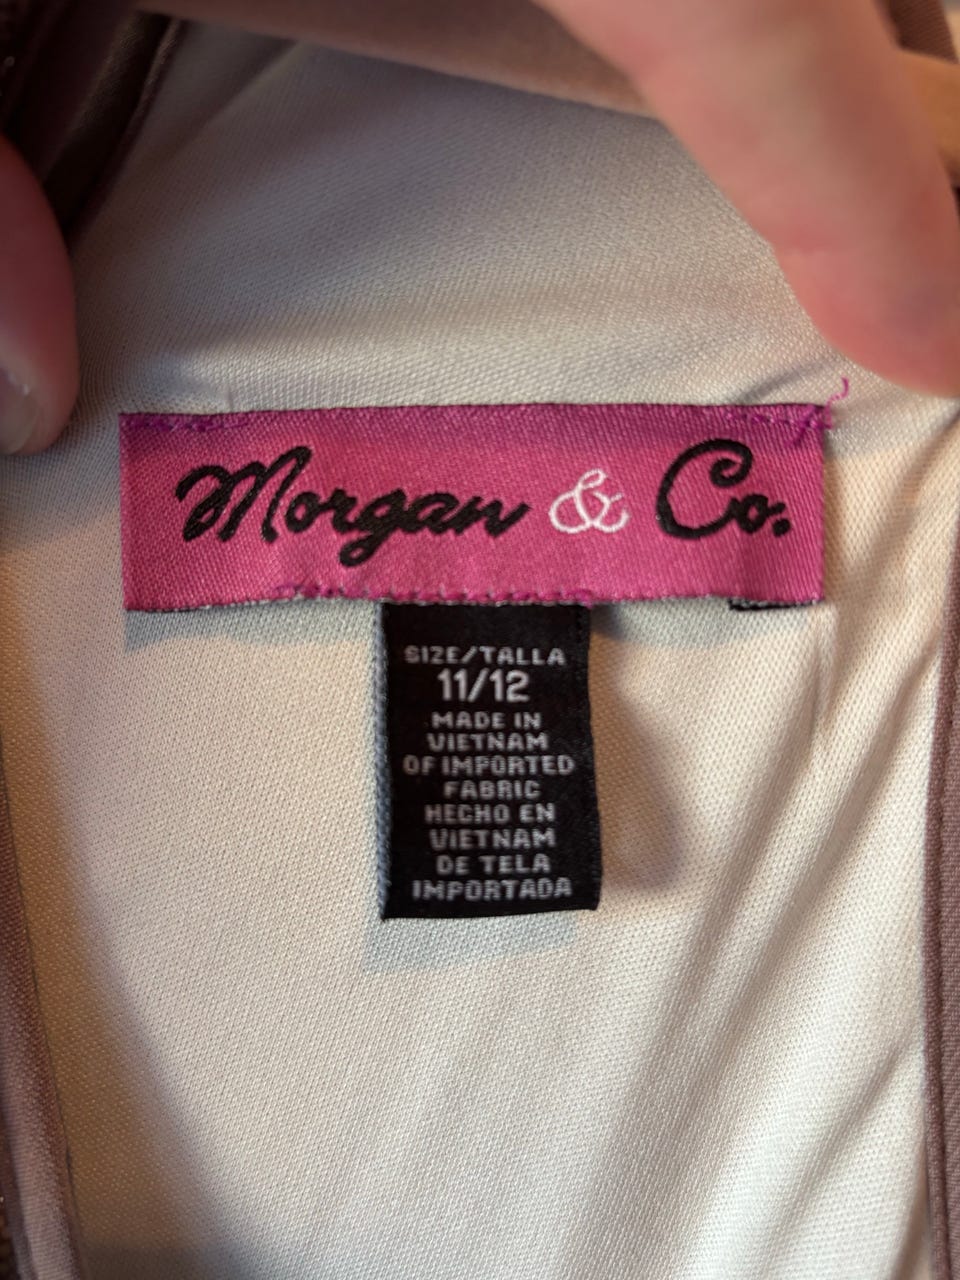 Morgan & Co.
SIZE/TALLA
11/12
MADE IN
VIETNAM
OF IMPORTED
FABRIC
HECHO EN
VIETNAM
DE TELA
IMPORTADA